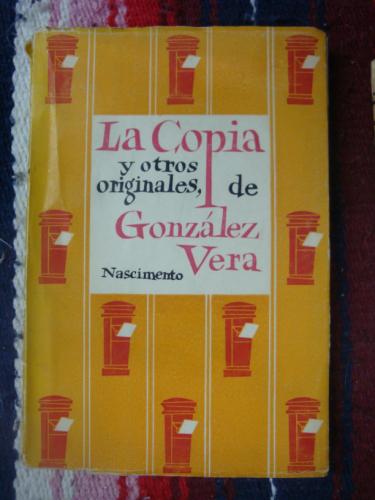 La Copia
y otros
originales, de
González
Vera
Nascimento